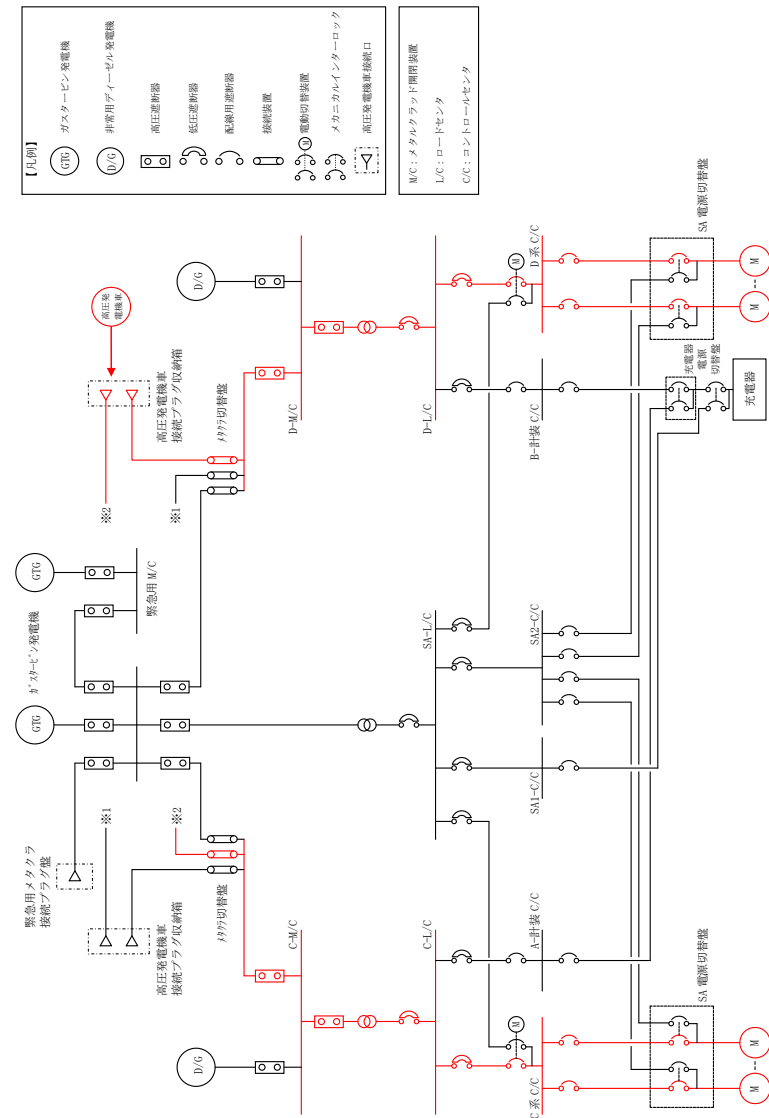 【凡例】
GTG
ガスタービン発電機
D/G
非常用ディーゼル発電機
高圧遮断器
低圧遮断器
配線用遮断器
接続装置
M
電動切替装置
メカニカルインターロック
高圧発電機車接続口
M/C：メタルクラッド開閉装置
L/C：ロードセンタ
C/C：コントロールセンタ
緊急用メタクラ
接続プラグ盤
GTG
ガスタービン発電機
GTG
緊急用 M/C
高圧発
電機車
高圧発電機車
接続プラグ収納箱
※1
※2
高圧発電機車
接続プラグ収納箱
※2
※1
メタクラ切替盤
メタクラ切替盤
D/G
D/G
C-M/C
D-M/C
C-L/C
SA-L/C
D-L/C
M
M
C 系 C/C
A-計装 C/C
SA1-C/C
SA2-C/C
B-計装 C/C
D 系 C/C
SA 電源切替盤
充電器
電源
切替盤
SA 電源切替盤
M
M
充電器
M
M